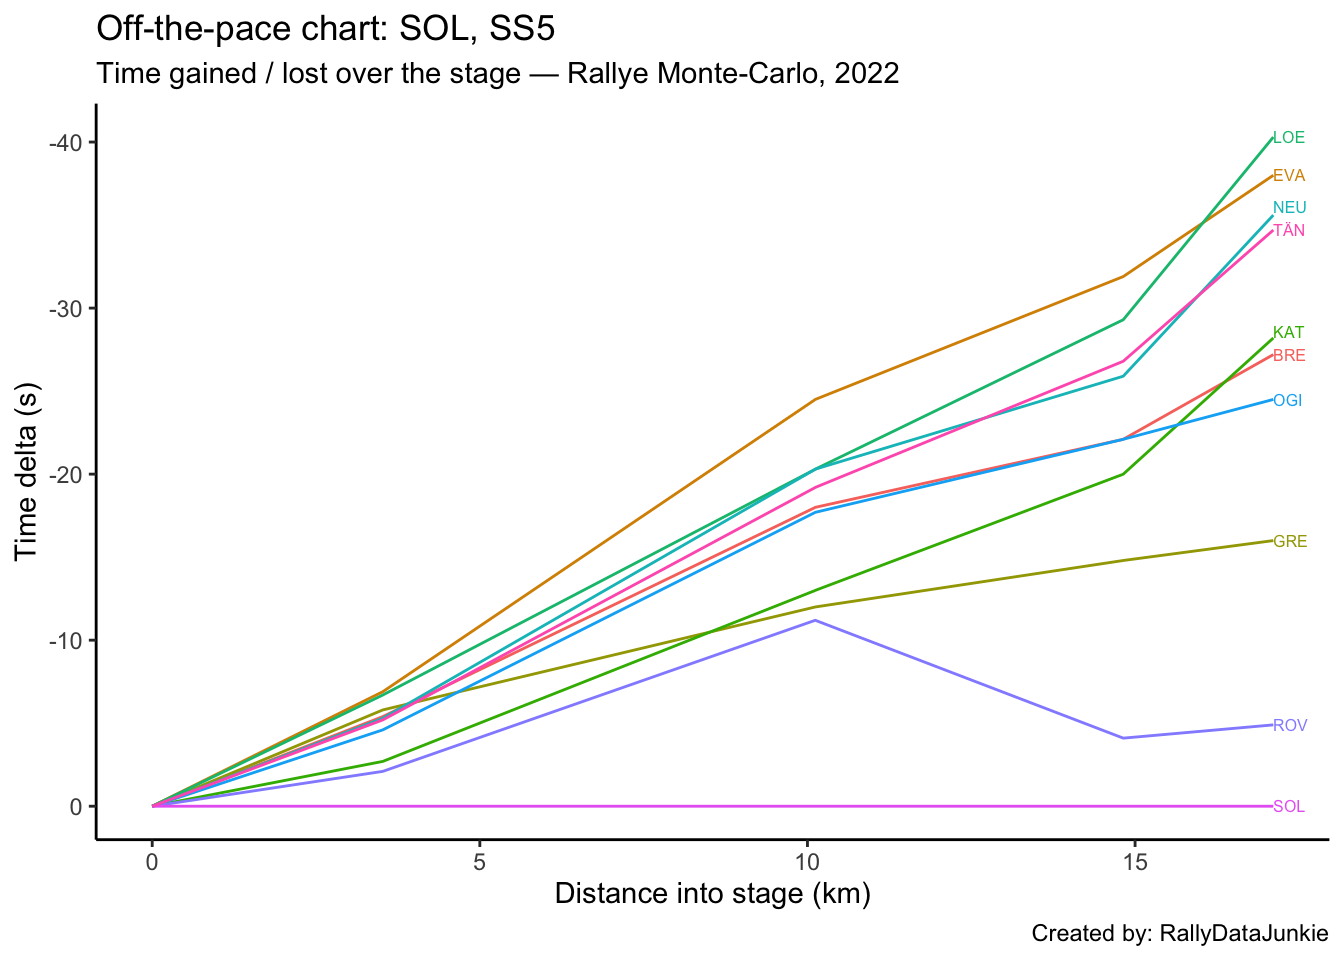 Off-the-pace chart: SOL, SS5
Time gained / lost over the stage — Rallye Monte-Carlo, 2022
Time delta (s)
-40
-30
-20
-10
0
LOE
EVA
NEU
TÄN
KAT
BRE
OGI
GRE
ROV
SOL
0 5 10 15
Distance into stage (km)
Created by: RallyDataJunkie